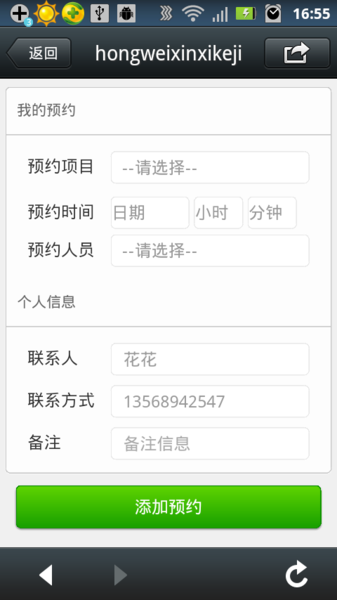 16:55
返回
hongweixinxikeji
我的预约
预约项目 --请选择--
预约时间 日期 小时 分钟
预约人员 --请选择--
个人信息
联系人 花花
联系方式 13568942547
备注 备注信息
添加预约